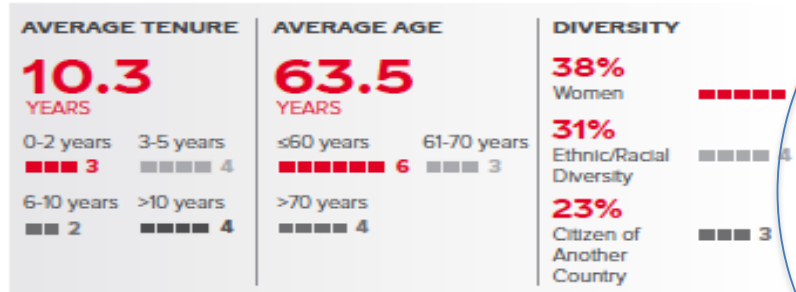 AVERAGE TENURE
10.3
YEARS
0-2 years 3-5 years
3 4
6-10 years >10 years
2 4
AVERAGE AGE
63.5
YEARS
≤60 years 61-70 years
6 3
>70 years
4
DIVERSITY
38%
Women
31%
Ethnic/Racial 4
Diversity
23%
Citizen of 3
Another
Country